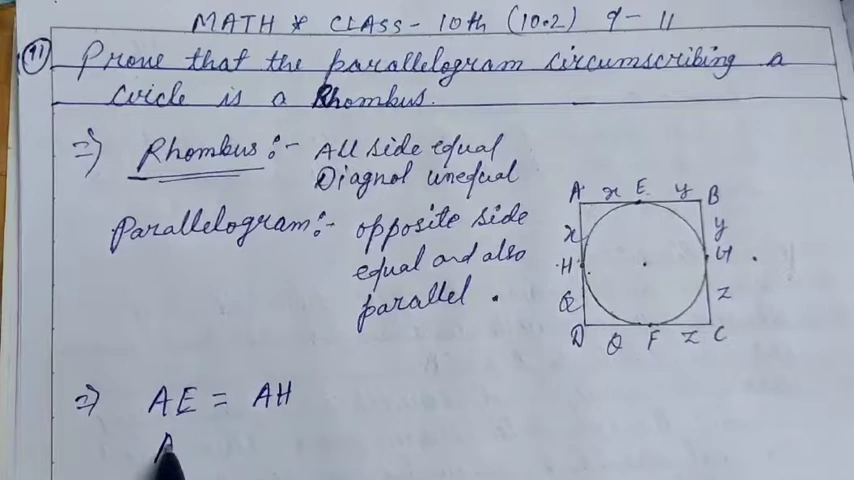 MATH * CLASS - 10th (10.2) 9 - 11
11) Prove that the parallelogram circumscribing a
Circle is a Rhombus.
=> Rhombus :- All side equal
Diagnol unequal
Parallelogram :- opposite side
equal and also
parallel .
A x E y B
x y
H G
Q z
D Q F z C
=> AE = AH
A